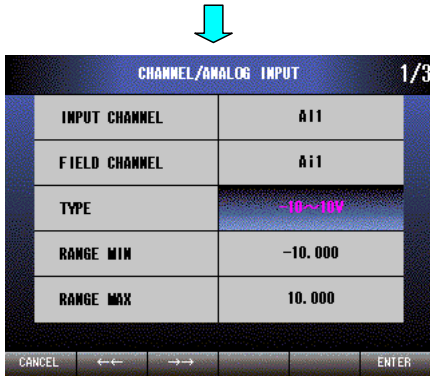 CHANNEL/ANALOG INPUT 1/3
INPUT CHANNEL AI1
FIELD CHANNEL Ai1
TYPE -10～10V
RANGE MIN -10.000
RANGE MAX 10.000
CANCEL ←← →→ ENTER